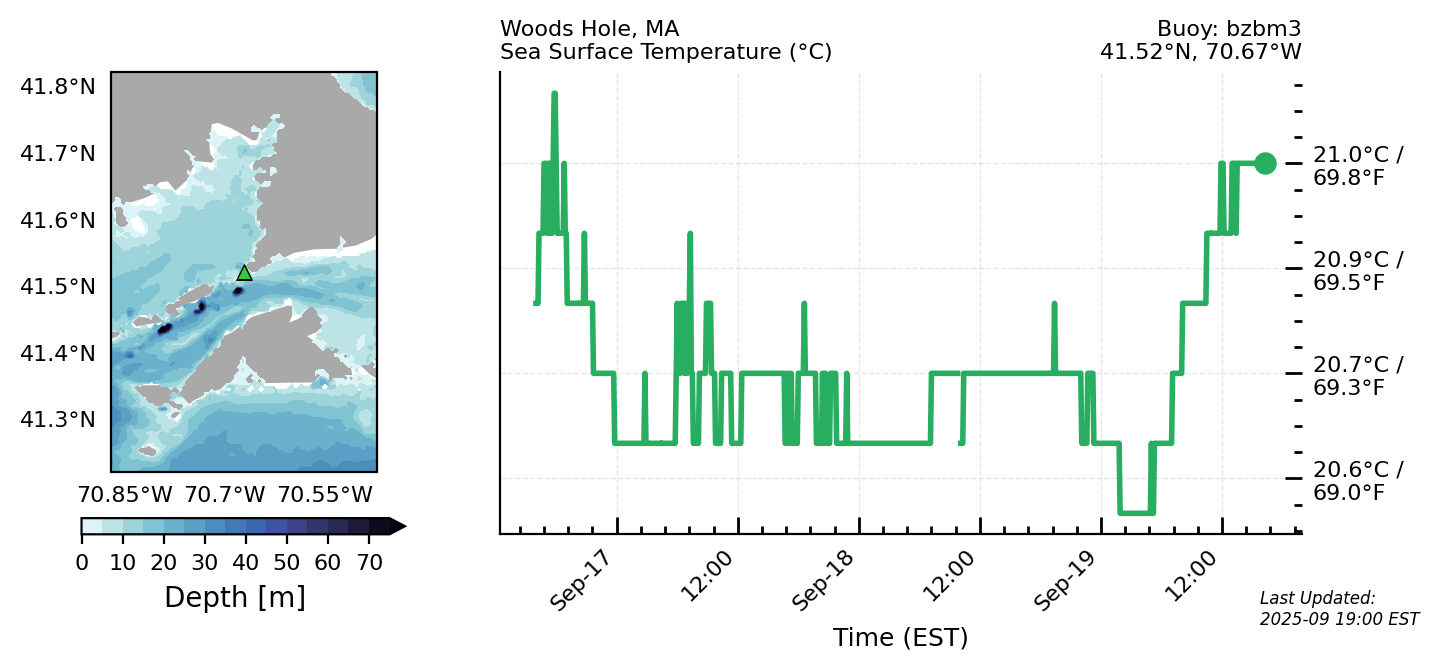 Woods Hole, MA
Sea Surface Temperature (°C)
Buoy: bzbm3
41.52°N, 70.67°W
41.8°N
41.7°N
41.6°N
41.5°N
41.4°N
41.3°N
70.85°W 70.7°W 70.55°W
0 10 20 30 40 50 60 70
Depth [m]
21.0°C /
69.8°F
20.9°C /
69.5°F
20.7°C /
69.3°F
20.6°C /
69.0°F
Sep-17 12:00 Sep-18 12:00 Sep-19 12:00
Time (EST)
Last Updated:
2025-09 19:00 EST